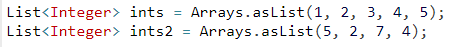 List<Integer> ints = Arrays.asList(1, 2, 3, 4, 5);
List<Integer> ints2 = Arrays.asList(5, 2, 7, 4);